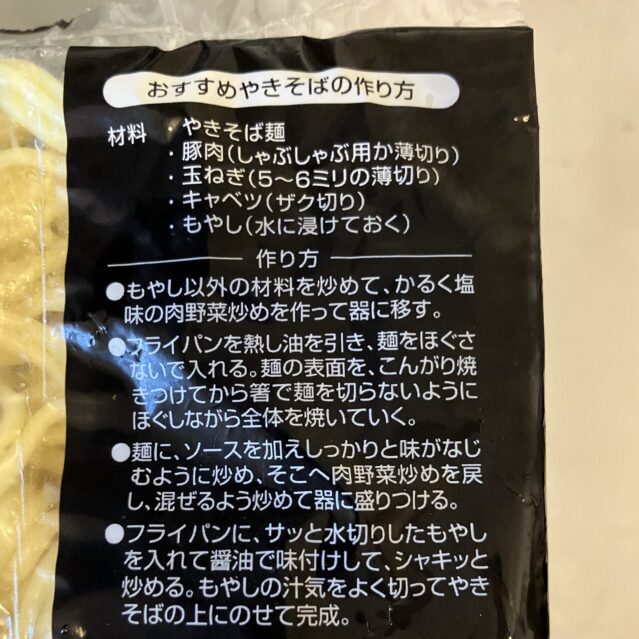 おすすめやきそばの作り方
材料 ・やきそば麺
・豚肉(しゃぶしゃぶ用か薄切り)
・玉ねぎ(5〜6ミリの薄切り)
・キャベツ(ザク切り)
・もやし(水に浸けておく)
作り方
●もやし以外の材料を炒めて、かるく塩
味の肉野菜炒めを作って器に移す。
●フライパンを熱し油を引き、麺をほぐさ
ないで入れる。麺の表面を、こんがり焼
きつけてから箸で麺を切らないように
ほぐしながら全体を焼いていく。
●麺に、ソースを加えしっかりと味がなじ
むように炒め、そこへ肉野菜炒めを戻
し、混ぜるよう炒めて器に盛りつける。
●フライパンに、サッと水切りしたもやし
を入れて醤油で味付けして、シャキッと
炒める。もやしの汁気をよく切ってやき
そばの上にのせて完成。